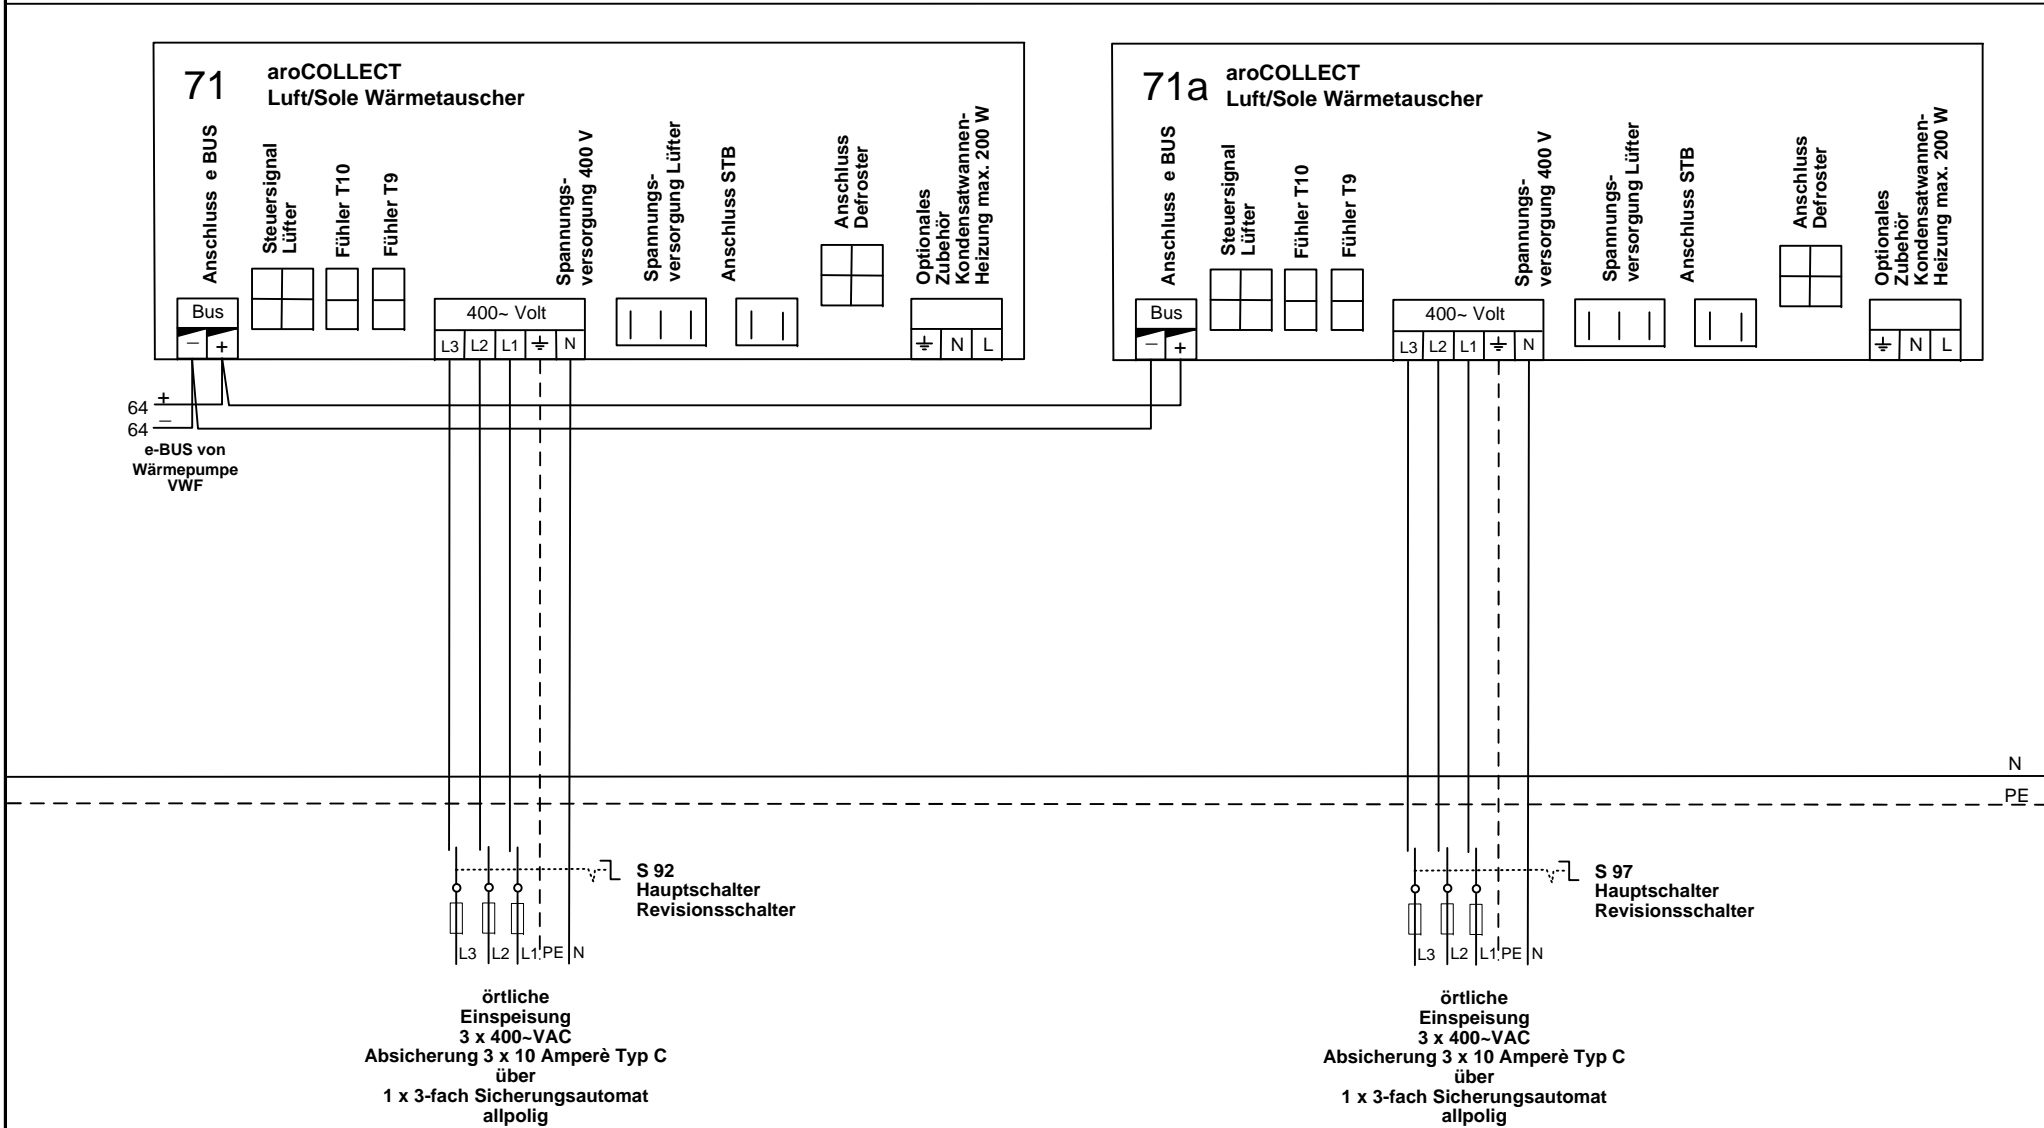 71
aroCOLLECT
Luft/Sole Wärmetauscher
Anschluss e BUS
Steuersignal
Lüfter
Fühler T10
Fühler T9
Spannungs-
versorgung 400 V
Spannungs-
versorgung Lüfter
Anschluss STB
Anschluss
Defroster
Optionales
Zubehör
Kondensatwannen-
Heizung max. 200 W
Bus
– +
400~ Volt
L3 L2 L1 ⏚ N
⏚ N L
64 +
64 –
e-BUS von
Wärmepumpe
VWF
71a
aroCOLLECT
Luft/Sole Wärmetauscher
Anschluss e BUS
Steuersignal
Lüfter
Fühler T10
Fühler T9
Spannungs-
versorgung 400 V
Spannungs-
versorgung Lüfter
Anschluss STB
Anschluss
Defroster
Optionales
Zubehör
Kondensatwannen-
Heizung max. 200 W
Bus
– +
400~ Volt
L3 L2 L1 ⏚ N
⏚ N L
N
PE
S 92
Hauptschalter
Revisionsschalter
L3 L2 L1 PE N
örtliche
Einspeisung
3 x 400~VAC
Absicherung 3 x 10 Amperè Typ C
über
1 x 3-fach Sicherungsautomat
allpolig
S 97
Hauptschalter
Revisionsschalter
L3 L2 L1 PE N
örtliche
Einspeisung
3 x 400~VAC
Absicherung 3 x 10 Amperè Typ C
über
1 x 3-fach Sicherungsautomat
allpolig